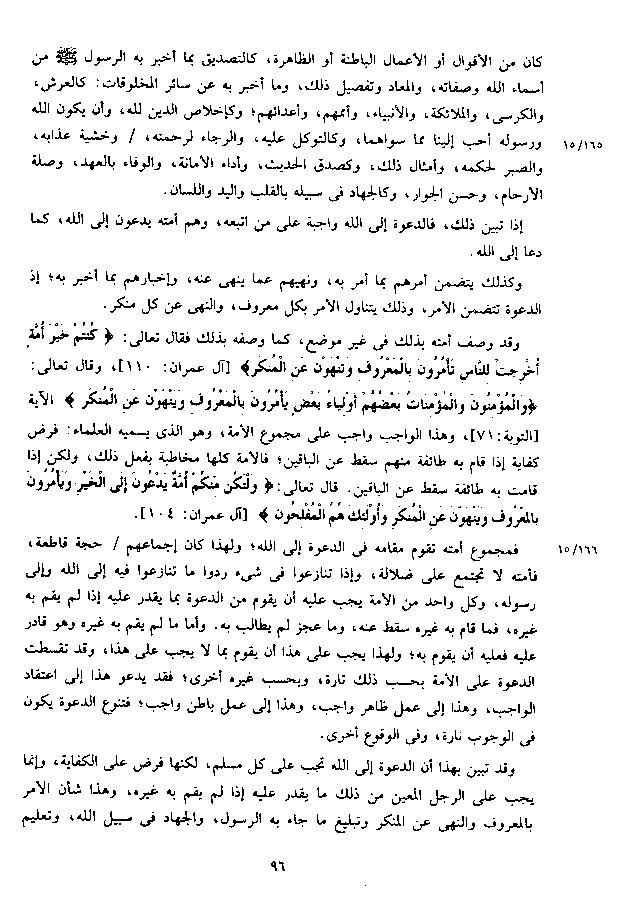 كان من الأقوال أو الأعمال الباطنة أو الظاهرة، كالتصديق بما أخبر به الرسول ﷺ من
أسماء الله وصفاته، والمعاد وتفصيل ذلك، وما أخبر به عن سائر المخلوقات: كالعرش،
والكرسى، والملائكة، والأنبياء، وأممهم، وأعدائهم؛ وكإخلاص الدين لله، وأن يكون الله
١٥/١٦٥ ورسوله أحب إلينا مما سواهما، وكالتوكل عليه، والرجاء لرحمته، / وخشية عذابه،
والصبر لحكمه، وأمثال ذلك، وكصدق الحديث، وأداء الأمانة، والوفاء بالعهد، وصلة
الأرحام، وحسن الجوار، وكالجهاد فى سبيله بالقلب واليد واللسان.
إذا تبين ذلك، فالدعوة إلى الله واجبة على من اتبعه، وهم أمته يدعون إلى الله، كما
دعا إلى الله.
وكذلك يتضمن أمرهم بما أمر به، ونهيهم عما ينهى عنه، وإخبارهم بما أخبر به؛ إذ
الدعوة تتضمن الأمر، وذلك يتناول الأمر بكل معروف، والنهى عن كل منكر.
وقد وصف أمته بذلك فى غير موضع، كما وصفه بذلك فقال تعالى: ﴿ كُنتُمْ خَيْرَ أُمَّةٍ
أُخْرِجَتْ لِلنَّاسِ تَأْمُرُونَ بِالْمَعْرُوفِ وَتَنْهَوْنَ عَنِ الْمُنكَرِ﴾ [آل عمران: ١١٠]، وقال تعالى:
﴿وَالْمُؤْمِنُونَ وَالْمُؤْمِنَاتُ بَعْضُهُمْ أَوْلِيَاءُ بَعْضٍ يَأْمُرُونَ بِالْمَعْرُوفِ وَيَنْهَوْنَ عَنِ الْمُنكَرِ ﴾ الآية
[التوبة: ٧١]، وهذا الواجب واجب على مجموع الأمة، وهو الذى يسميه العلماء: فرض
كفاية إذا قام به طائفة منهم سقط عن الباقين؛ فالأمة كلها مخاطبة بفعل ذلك، ولكن إذا
قامت به طائفة سقط عن الباقين. قال تعالى:﴿ وَلْتَكُن مِّنكُمْ أُمَّةٌ يَدْعُونَ إِلَى الْخَيْرِ وَيَأْمُرُونَ
بِالْمَعْرُوفِ وَيَنْهَوْنَ عَنِ الْمُنكَرِ وَأُوْلَئِكَ هُمُ الْمُفْلِحُونَ ﴾ [آل عمران: ١٠٤].
١٥/١٦٦ فمجموع أمته تقوم مقامه فى الدعوة إلى الله؛ ولهذا كان إجماعهم / حجة قاطعة،
فأمته لا تجتمع على ضلالة، وإذا تنازعوا فى شىء ردوا ما تنازعوا فيه إلى الله وإلى
رسوله، وكل واحد من الأمة يجب عليه أن يقوم من الدعوة بما يقدر عليه إذا لم يقم به
غيره، فما قام به غيره سقط عنه، وما عجز لم يطالب به. وأما ما لم يقم به غيره وهو قادر
عليه فعليه أن يقوم به؛ ولهذا يجب على هذا أن يقوم بما لا يجب على هذا، وقد تقسطت
الدعوة على الأمة بحسب ذلك تارة، وبحسب غيره أخرى؛ فقد يدعو هذا إلى اعتقاد
الواجب، وهذا إلى عمل ظاهر واجب، وهذا إلى عمل باطن واجب؛ فتنوع الدعوة يكون
فى الوجوب تارة، وفى الوقوع أخرى.
وقد تبين بهذا أن الدعوة إلى الله تجب على كل مسلم، لكنها فرض على الكفاية، وإنما
يجب على الرجل المعين من ذلك ما يقدر عليه إذا لم يقم به غيره، وهذا شأن الأمر
بالمعروف والنهى عن المنكر وتبليغ ما جاء به الرسول، والجهاد فى سبيل الله، وتعليم
٩٦